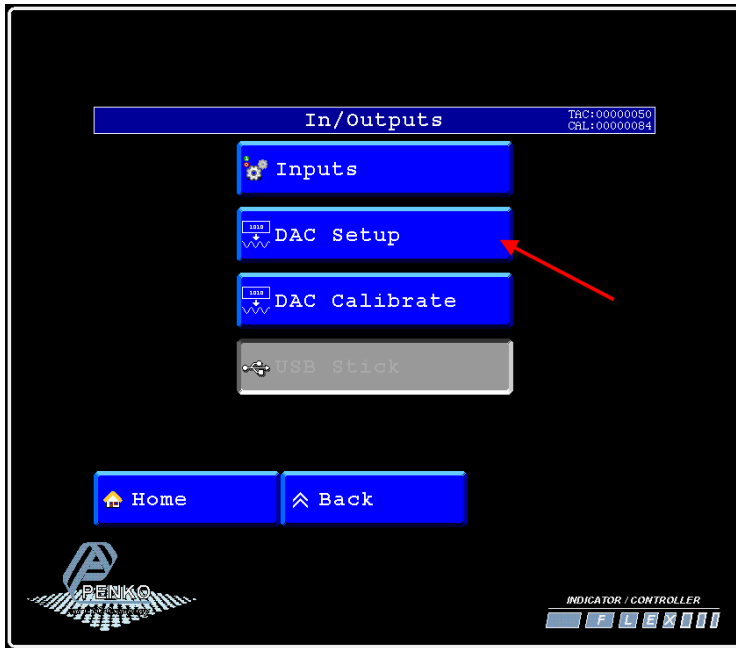 In/Outputs
TAC:00000050
CAL:00000084
Inputs
1010
DAC Setup
1010
DAC Calibrate
USB Stick
Home
Back
PENKO
INDICATOR / CONTROLLER
FLEX